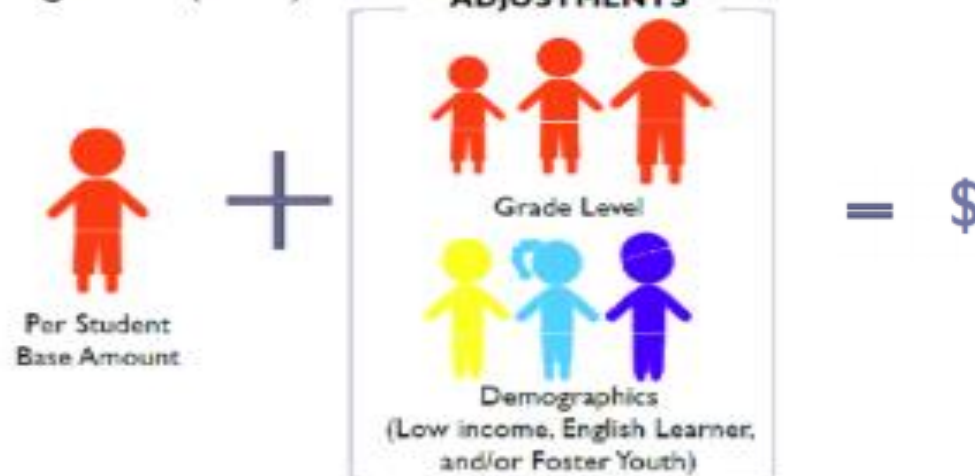 ADJUSTMENTS
Grade Level
+
=
$
Per Student
Base Amount
Demographics
(Low income, English Learner,
and/or Foster Youth)